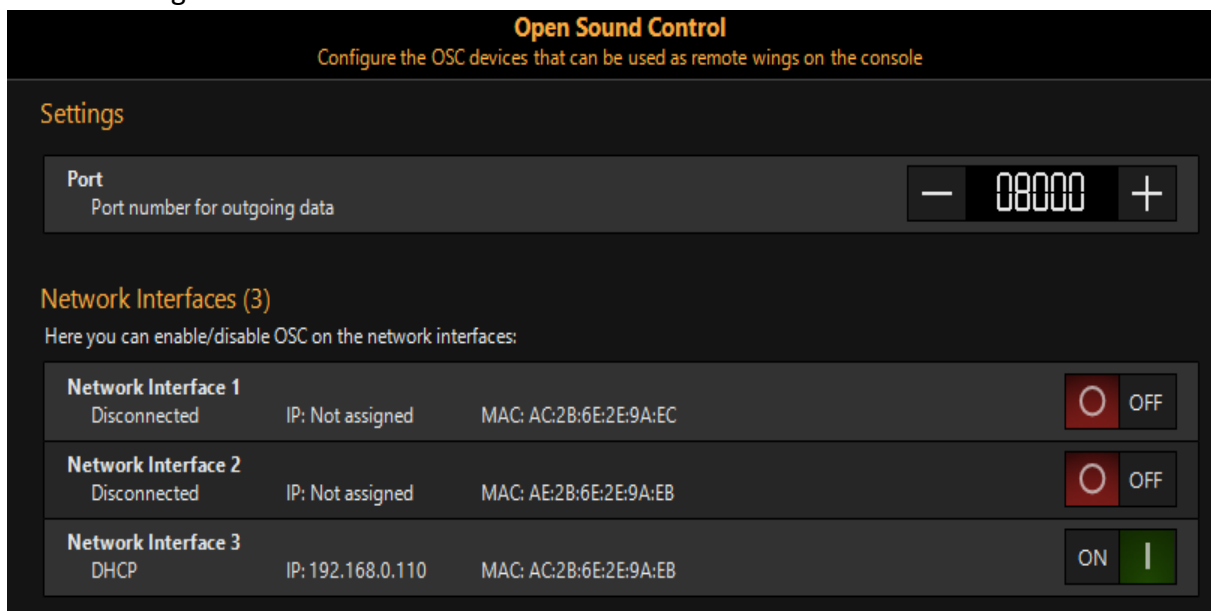 Open Sound Control
Configure the OSC devices that can be used as remote wings on the console
Settings
Port
Port number for outgoing data
— 08000 +
Network Interfaces (3)
Here you can enable/disable OSC on the network interfaces:
Network Interface 1
Disconnected IP: Not assigned MAC: AC:2B:6E:2E:9A:EC
OFF
Network Interface 2
Disconnected IP: Not assigned MAC: AE:2B:6E:2E:9A:EB
OFF
Network Interface 3
DHCP IP: 192.168.0.110 MAC: AC:2B:6E:2E:9A:EB
ON